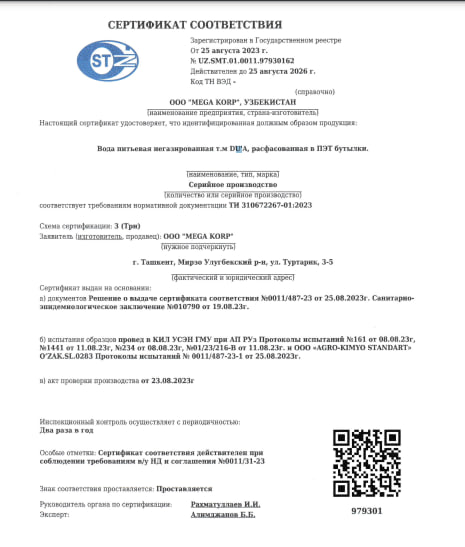 СЕРТИФИКАТ СООТВЕТСТВИЯ
STZ
Зарегистрирован в Государственном реестре
От 25 августа 2023 г.
№ UZ.SMT.01.0011.97930162
Действителен до 25 августа 2026 г.
Код ТН ВЭД -
(справочно)
ООО "MEGA KORP", УЗБЕКИСТАН
(наименование предприятия, страна-изготовитель)
Настоящий сертификат удостоверяет, что идентифицированная должным образом продукция:
Вода питьевая негазированная т.м расфасованная в ПЭТ бутылки.
(наименование, тип, марка)
Серийное производство
(количество или серийное производство)
соответствует требованиям нормативной документации ТИ 310672267-01:2023
Схема сертификации: 3 (Три)
Заявитель (изготовитель, продавец): ООО "MEGA KORP"
(нужное подчеркнуть)
г. Ташкент, Мирзо Улугбекский р-н, ул. Туртарик, 3-5
(фактический и юридический адрес)
Сертификат выдан на основании:
а) документов Решение о выдаче сертификата соответствия №0011/487-23 от 25.08.2023г. Санитарно-
эпидемиологическое заключение №010790 от 19.08.23г.
б) испытания образцов провед в КИЛ УСЭН ГМУ при АП РУз Протоколы испытаний №161 от 08.08.23г,
№1441 от 11.08.23г, №234 от 08.08.23г, №01/23/216-В от 11.08.23г. и ООО «AGRO-KIMYO STANDART»
O'ZAK.SL.0283 Протоколы испытаний № 0011/487-23-1 от 25.08.23г.
в) акт проверки производства от 23.08.2023г
Инспекционный контроль осуществляется с периодичностью:
Два раза в год
Особые отметки: Сертификат соответствия действителен при
соблюдении требованиям в/у НД и соглашения №0011/31-23
Знак соответствия проставляется: Проставляется
Руководитель органа по сертификации: Рахматуллаев И.И.
Эксперт: Алимджанов Б.Б.
979301